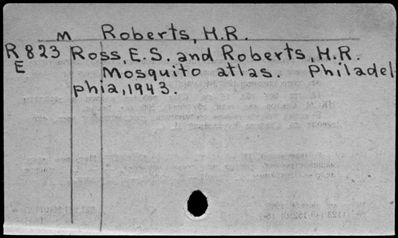 M Roberts, H.R.
R 823 Ross, E.S. and Roberts, H.R.
E Mosquito atlas. Philadel
phia, 1943.